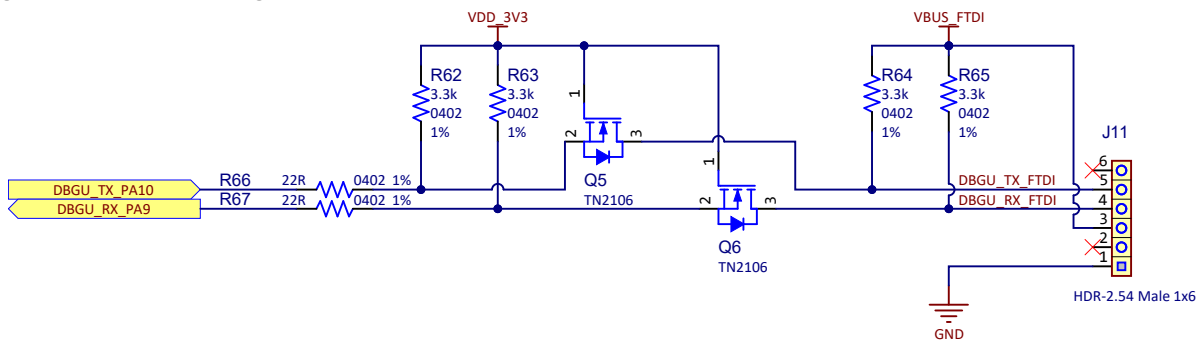 VDD_3V3
VBUS_FTDI
R62
3.3k
0402
1%
R63
3.3k
0402
1%
R64
3.3k
0402
1%
R65
3.3k
0402
1%
1
2
3
Q5
TN2106
1
2
3
Q6
TN2106
J11
6
5
4
3
2
1
HDR-2.54 Male 1x6
DBGU_TX_PA10
R66
22R
0402 1%
DBGU_TX_FTDI
DBGU_RX_PA9
R67
22R
0402 1%
DBGU_RX_FTDI
GND